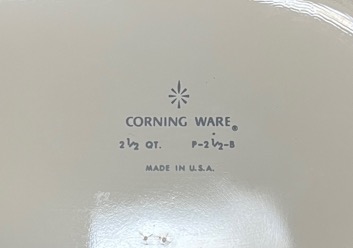 CORNING WARE®
2½ QT. P-2½-B
MADE IN U.S.A.